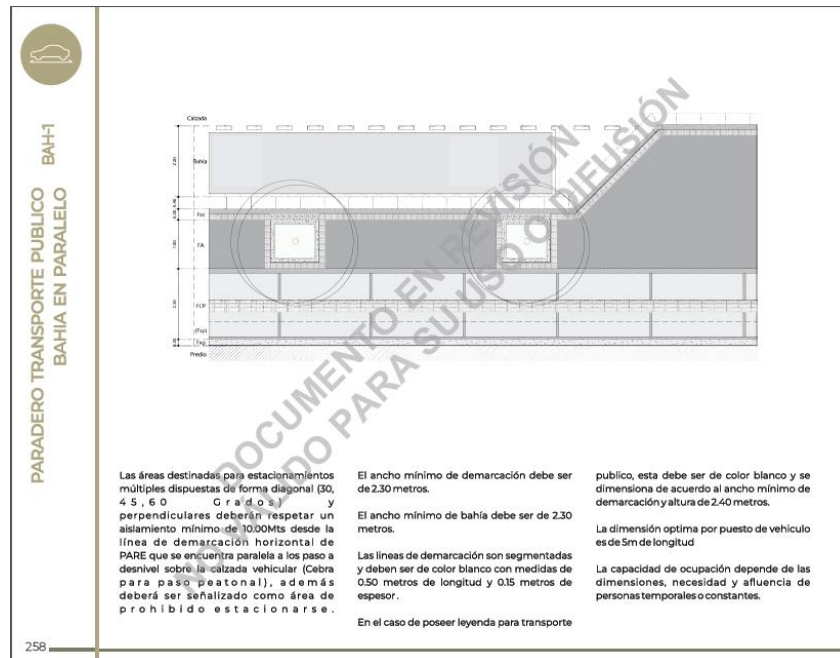 PARADERO TRANSPORTE PUBLICO BAH-1
BAHIA EN PARALELO
Calzada
Bahía
FA
FCP
Predio
DOCUMENTO EN REVISIÓN
NO VÁLIDO PARA SU USO O DIFUSIÓN
Las áreas destinadas para estacionamientos
múltiples dispuestas de forma diagonal (30,
45,60 Grados) y
perpendiculares deberán respetar un
aislamiento mínimo de 10.00Mts desde la
línea de demarcación horizontal de
PARE que se encuentra paralela a los paso a
desnivel sobre la calzada vehicular (Cebra
para paso peatonal), además
deberá ser señalizado como área de
prohibido estacionarse.
El ancho mínimo de demarcación debe ser
de 2.30 metros.
El ancho mínimo de bahía debe ser de 2.30
metros.
Las lineas de demarcación son segmentadas
y deben ser de color blanco con medidas de
0.50 metros de longitud y 0.15 metros de
espesor.
En el caso de poseer leyenda para transporte
publico, esta debe ser de color blanco y se
dimensiona de acuerdo al ancho mínimo de
demarcación y altura de 2.40 metros.
La dimensión optima por puesto de vehiculo
es de 5m de longitud
La capacidad de ocupación depende de las
dimensiones, necesidad y afluencia de
personas temporales o constantes.
258